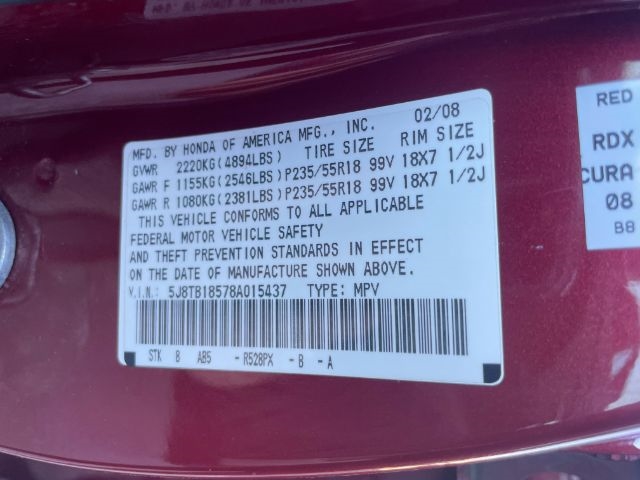 MFD. BY HONDA OF AMERICA MFG., INC. 02/08
GVWR 2220KG(4894LBS) TIRE SIZE RIM SIZE
GAWR F 1155KG(2546LBS)P235/55R18 99V 18X7 1/2J
GAWR R 1080KG(2381LBS)P235/55R18 99V 18X7 1/2J
THIS VEHICLE CONFORMS TO ALL APPLICABLE
FEDERAL MOTOR VEHICLE SAFETY
AND THEFT PREVENTION STANDARDS IN EFFECT
ON THE DATE OF MANUFACTURE SHOWN ABOVE.
V.I.N.: 5J8TB18578A015437 TYPE: MPV
STK 8 AB5 -R528PX -B -A
RED
RDX
CURA
08
B8